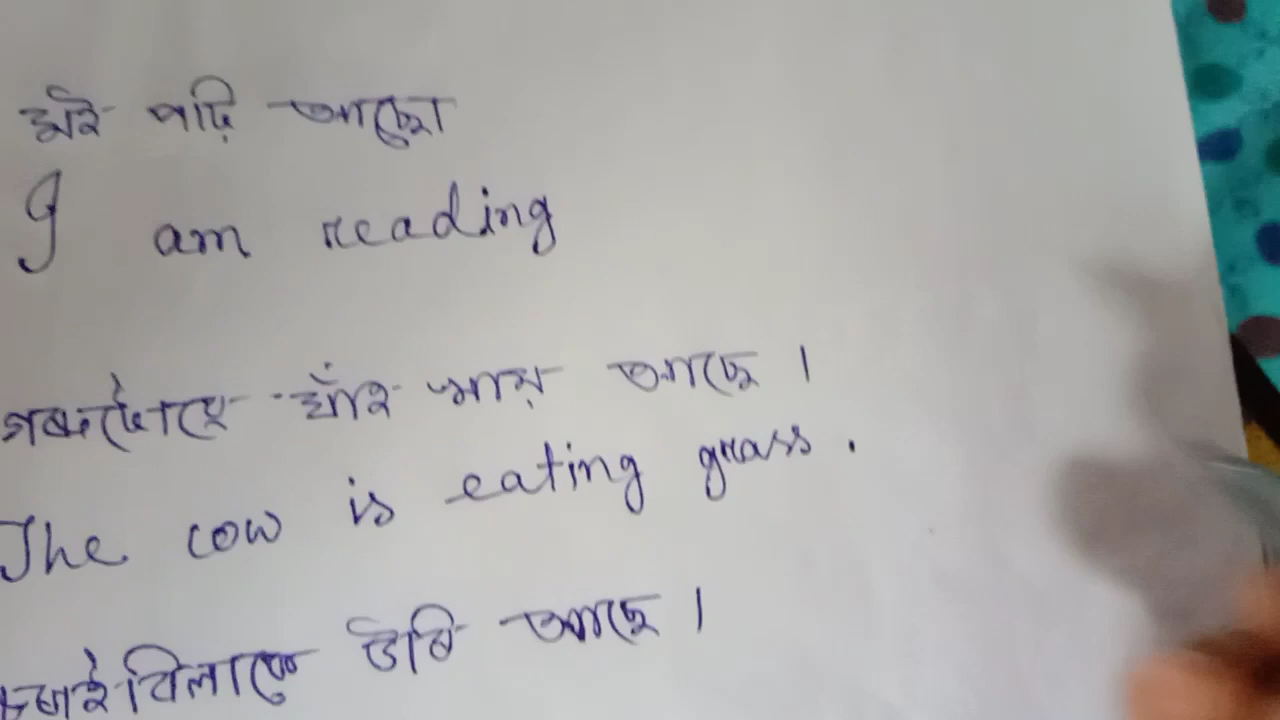 মই পঢ়ি আছো
I am reading
গৰুটোৱে ঘাঁহ খায় আছে।
The cow is eating grass.
চৰাইবিলাকে উৰি আছে।